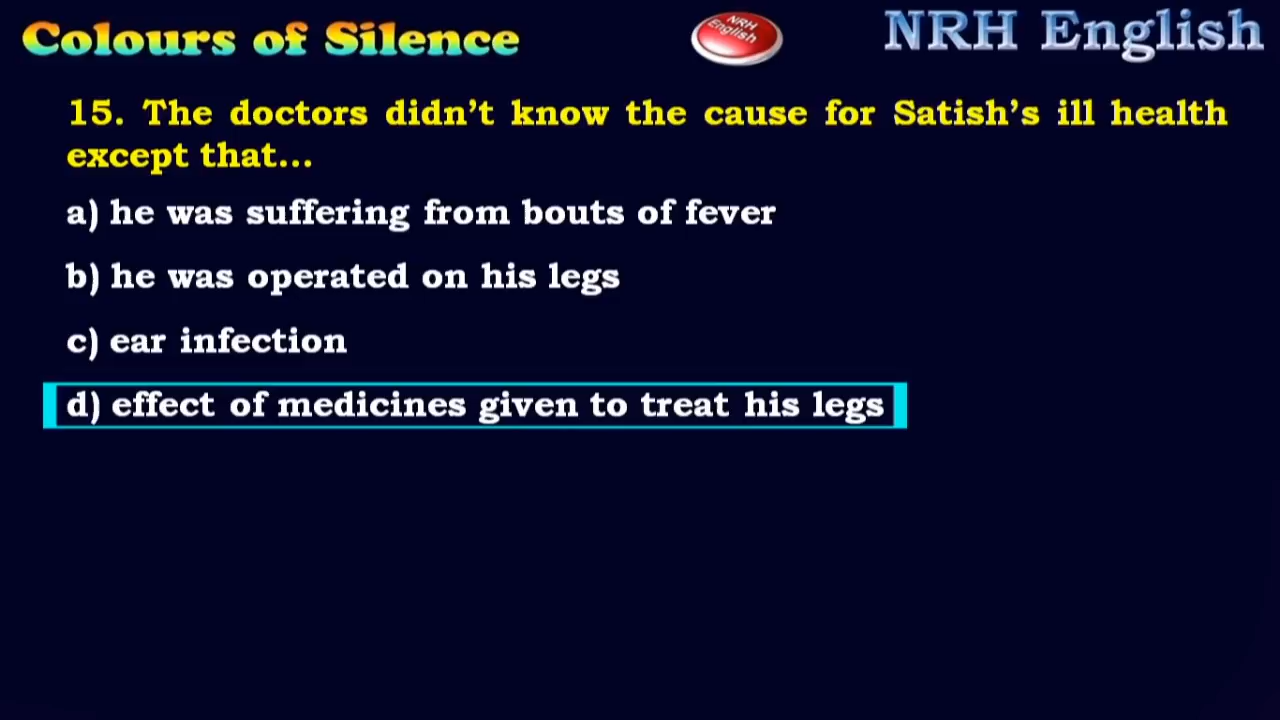 Colours of Silence
NRH English
NRH English
15. The doctors didn't know the cause for Satish's ill health
except that...
a) he was suffering from bouts of fever
b) he was operated on his legs
c) ear infection
d) effect of medicines given to treat his legs